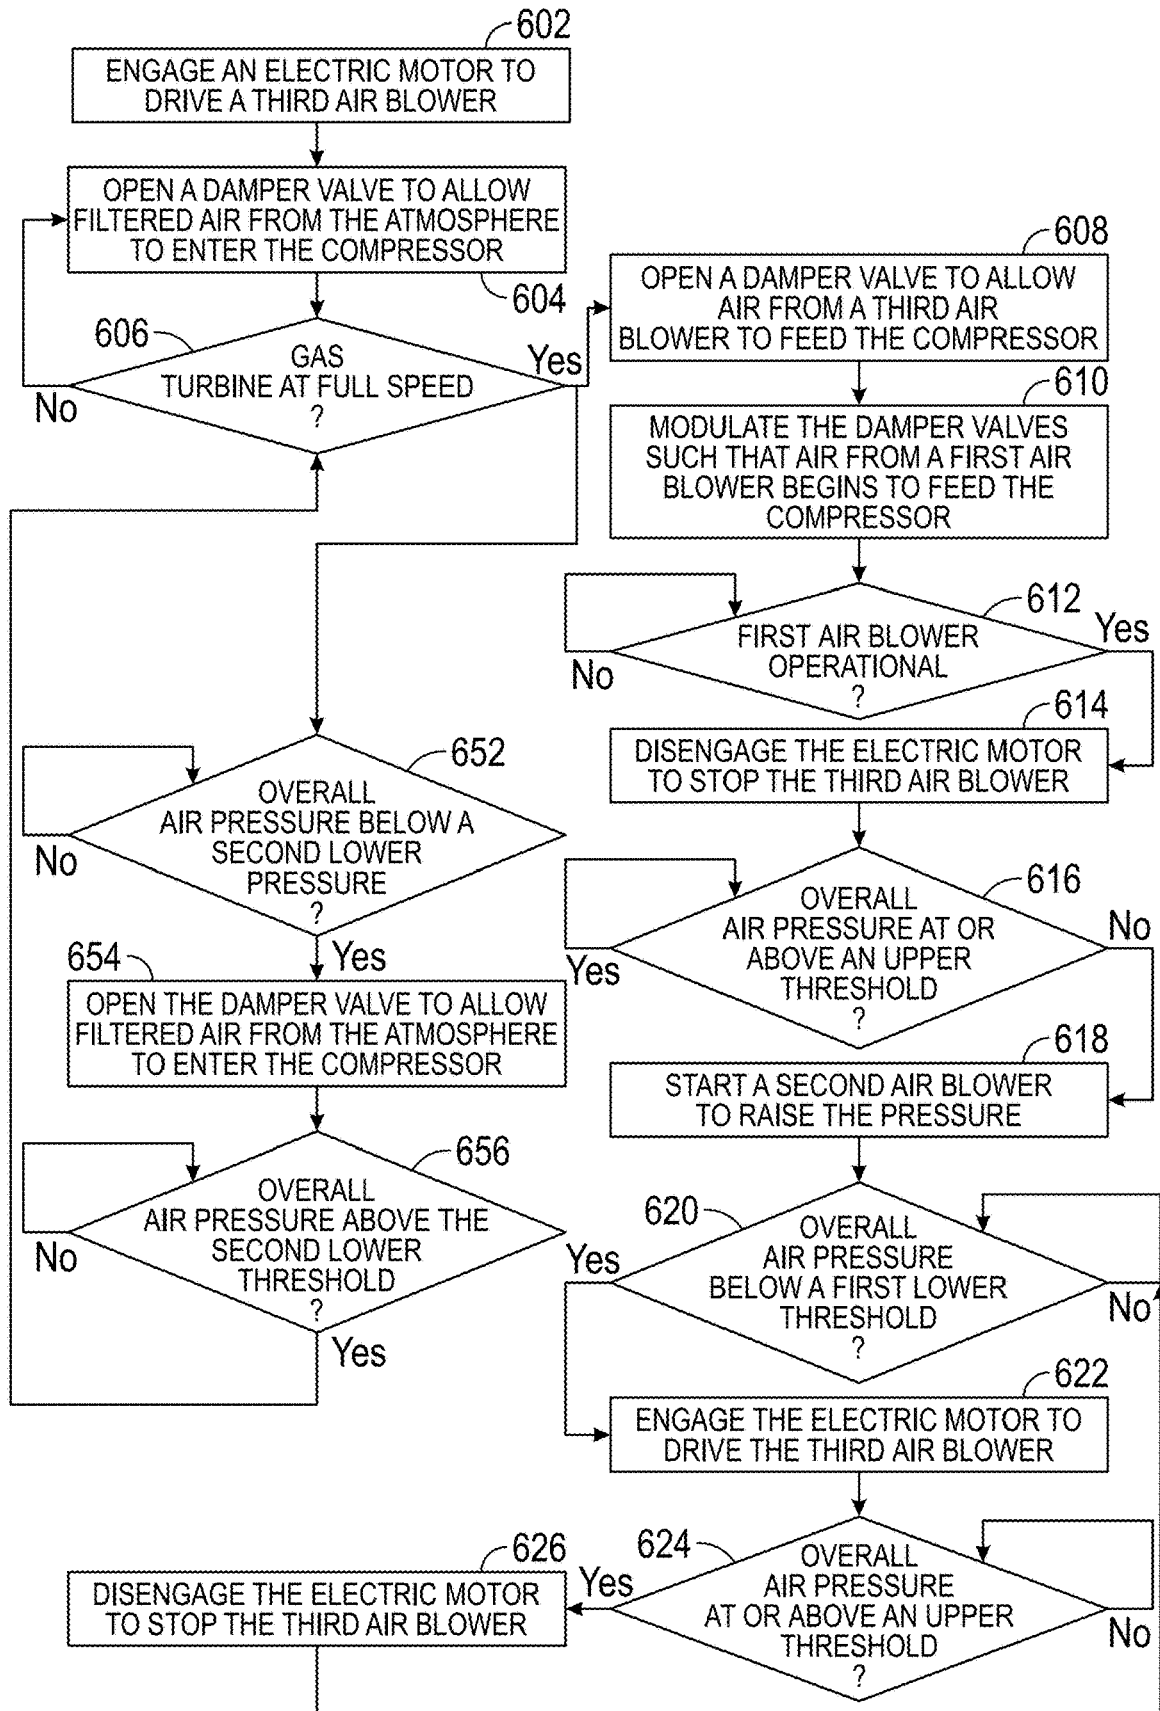 602
ENGAGE AN ELECTRIC MOTOR TO
DRIVE A THIRD AIR BLOWER
OPEN A DAMPER VALVE TO ALLOW
FILTERED AIR FROM THE ATMOSPHERE
TO ENTER THE COMPRESSOR
604
606
GAS
TURBINE AT FULL SPEED
?
Yes
No
608
OPEN A DAMPER VALVE TO ALLOW
AIR FROM A THIRD AIR
BLOWER TO FEED THE COMPRESSOR
610
MODULATE THE DAMPER VALVES
SUCH THAT AIR FROM A FIRST AIR
BLOWER BEGINS TO FEED THE
COMPRESSOR
612
FIRST AIR BLOWER
OPERATIONAL
?
Yes
No
614
DISENGAGE THE ELECTRIC MOTOR
TO STOP THE THIRD AIR BLOWER
616
OVERALL
AIR PRESSURE AT OR
ABOVE AN UPPER
THRESHOLD
?
No
Yes
618
START A SECOND AIR BLOWER
TO RAISE THE PRESSURE
620
OVERALL
AIR PRESSURE
BELOW A FIRST LOWER
THRESHOLD
?
Yes
No
622
ENGAGE THE ELECTRIC MOTOR TO
DRIVE THE THIRD AIR BLOWER
624
OVERALL
AIR PRESSURE
AT OR ABOVE AN UPPER
THRESHOLD
?
Yes
No
626
DISENGAGE THE ELECTRIC MOTOR
TO STOP THE THIRD AIR BLOWER
652
OVERALL
AIR PRESSURE BELOW A
SECOND LOWER
PRESSURE
?
No
Yes
654
OPEN THE DAMPER VALVE TO ALLOW
FILTERED AIR FROM THE ATMOSPHERE
TO ENTER THE COMPRESSOR
656
OVERALL
AIR PRESSURE ABOVE THE
SECOND LOWER
THRESHOLD
?
No
Yes